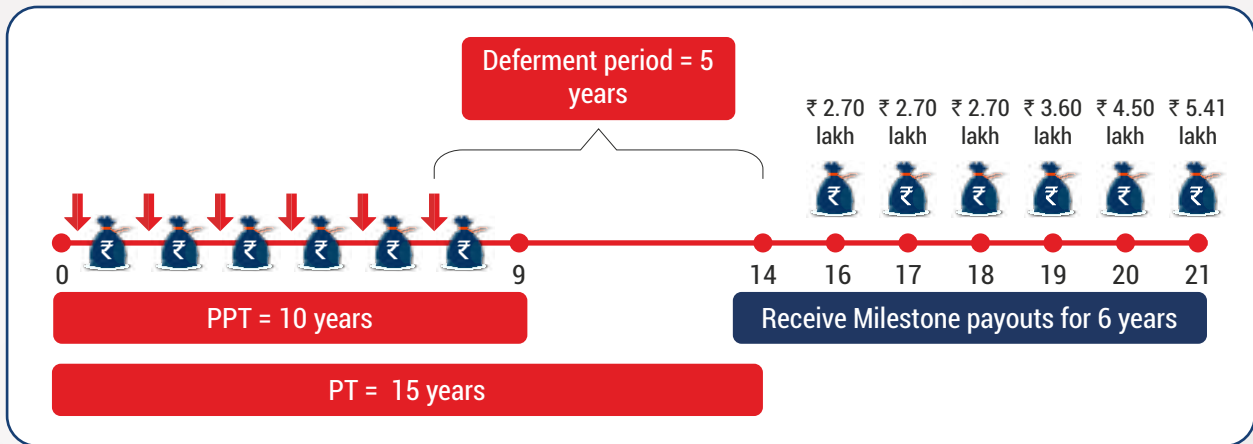 Deferment period = 5
years
₹ 2.70 ₹ 2.70 ₹ 2.70 ₹ 3.60 ₹ 4.50 ₹ 5.41
lakh lakh lakh lakh lakh lakh
₹ ₹ ₹ ₹ ₹ ₹
₹ ₹ ₹ ₹ ₹ ₹
0 9 14 16 17 18 19 20 21
PPT = 10 years
Receive Milestone payouts for 6 years
PT = 15 years